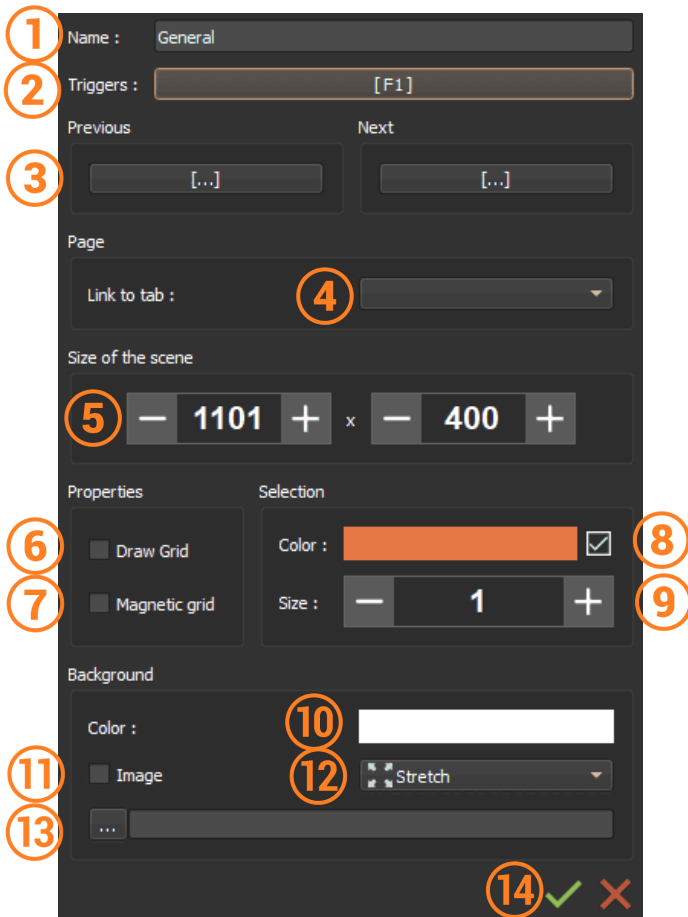 1 Name : General
2 Triggers : [F1]
Previous Next
3 [...] [...]
Page
Link to tab : 4
Size of the scene
5 1101 x 400
Properties Selection
6 Draw Grid Color : 8
7 Magnetic grid Size : 1 9
Background
Color : 10
11 Image 12 Stretch
13 ...
14